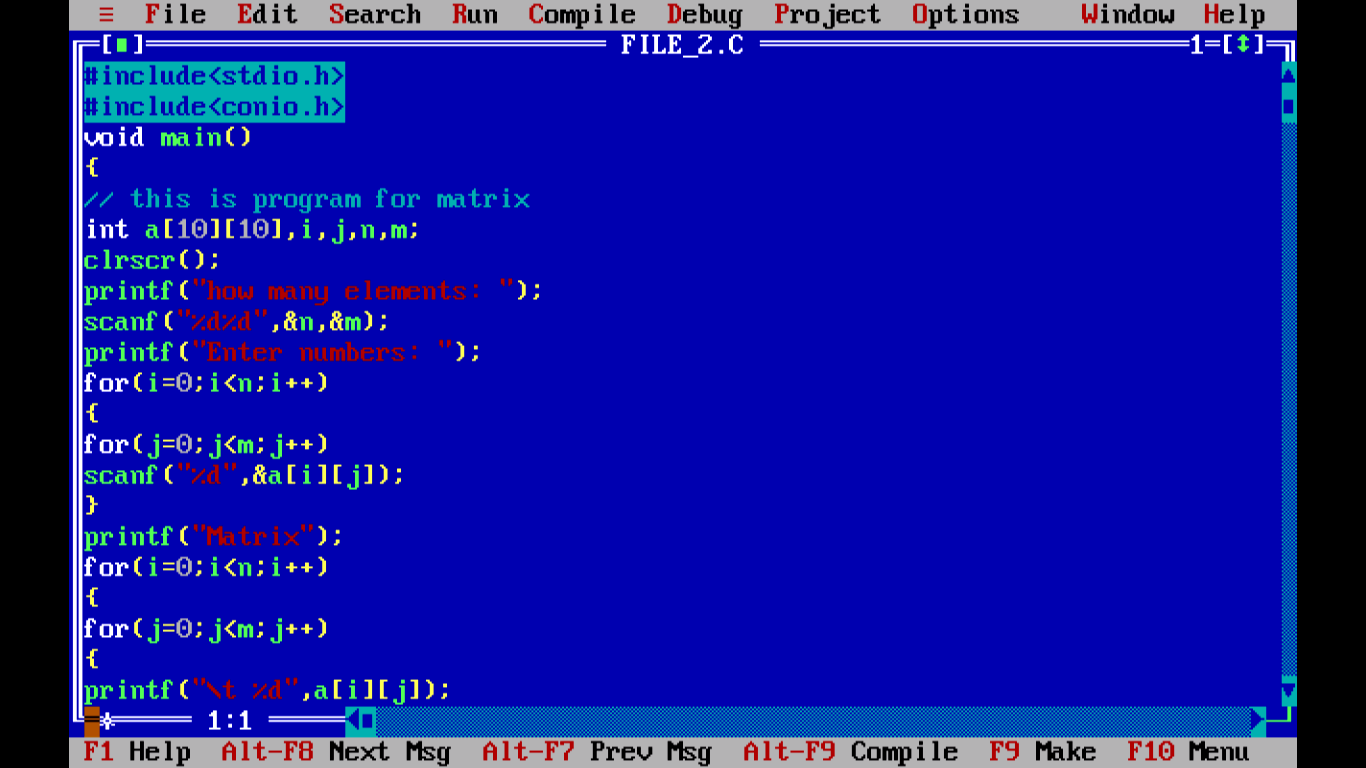 ≡ File Edit Search Run Compile Debug Project Options Window Help
[■] FILE_2.C 1=[↕]
#include<stdio.h>
#include<conio.h>
void main()
{
// this is program for matrix
int a[10][10],i,j,n,m;
clrscr();
printf("how many elements: ");
scanf("%d%d",&n,&m);
printf("Enter numbers: ");
for(i=0;i<n;i++)
{
for(j=0;j<m;j++)
scanf("%d",&a[i][j]);
}
printf("Matrix");
for(i=0;i<n;i++)
{
for(j=0;j<m;j++)
{
printf("\t %d",a[i][j]);
1:1
F1 Help Alt-F8 Next Msg Alt-F7 Prev Msg Alt-F9 Compile F9 Make F10 Menu